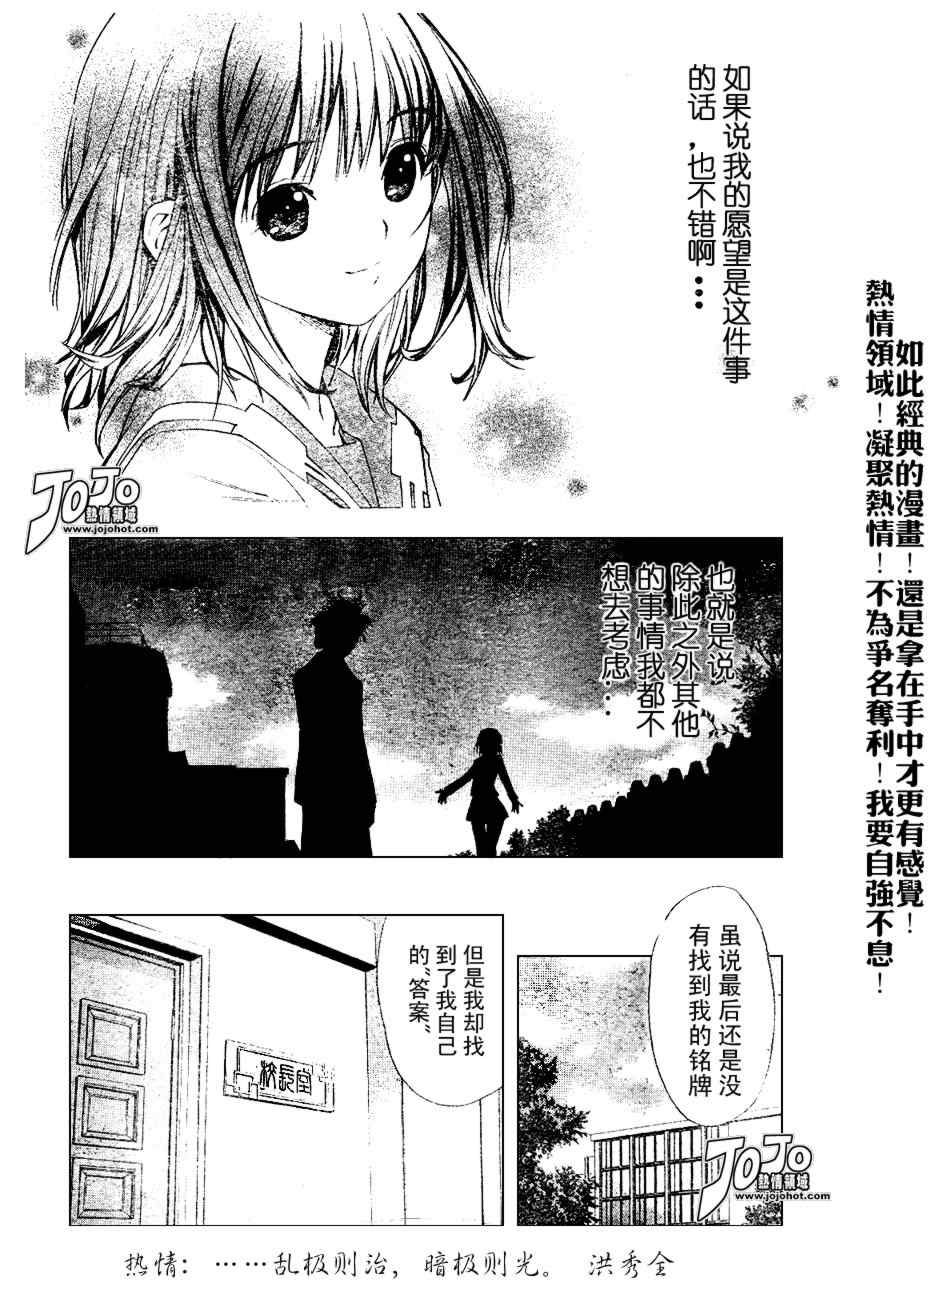 如果说我的愿望是这件事
的话，也不错啊…
JOJO
熱情領域
www.jojohot.com
也就是说
除此之外其他
的事情我都不
想去考虑…
虽说最后还是没
有找到我的铭牌
但是我却找
到了我自己
的“答案”
校長室
JOJO
熱情領域
www.jojohot.com
如此經典的漫畫！還是拿在手中才更有感覺！
熱情領域！凝聚熱情！不為爭名奪利！我要自強不息！
热情：……乱极则治，暗极则光。 洪秀全